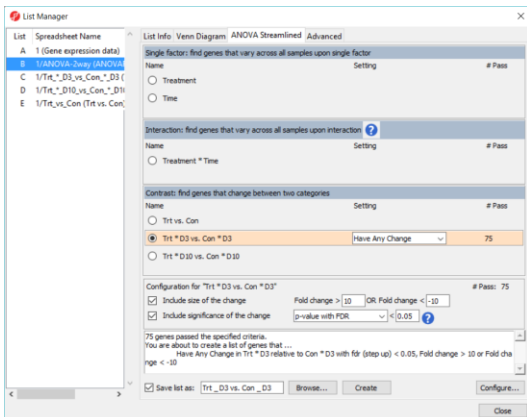 List Manager
List Spreadsheet Name
A 1 (Gene expression data)
B 1/ANOVA-2way (ANOVAI
C 1/Trt_*_D3_vs_Con_*_D3 (
D 1/Trt_*_D10_vs_Con_*_D10
E 1/Trt_vs_Con (Trt vs. Con)
List Info Venn Diagram ANOVA Streamlined Advanced
Single factor: find genes that vary across all samples upon single factor
Name Setting # Pass
Treatment
Time
Interaction: find genes that vary across all samples upon interaction ?
Name Setting # Pass
Treatment * Time
Contrast: find genes that change between two categories
Name Setting # Pass
Trt vs. Con
Trt * D3 vs. Con * D3 Have Any Change 75
Trt * D10 vs. Con * D10
Configuration for "Trt * D3 vs. Con * D3" # Pass: 75
Include size of the change Fold change > 10 OR Fold change < -10
Include significance of the change p-value with FDR < 0.05 ?
75 genes passed the specified criteria.
You are about to create a list of genes that ...
Have Any Change in Trt * D3 relative to Con * D3 with fdr (step up) < 0.05, Fold change > 10 or Fold cha
nge < -10
Save list as: Trt _D3 vs. Con _D3 Browse... Create Configure...
Close